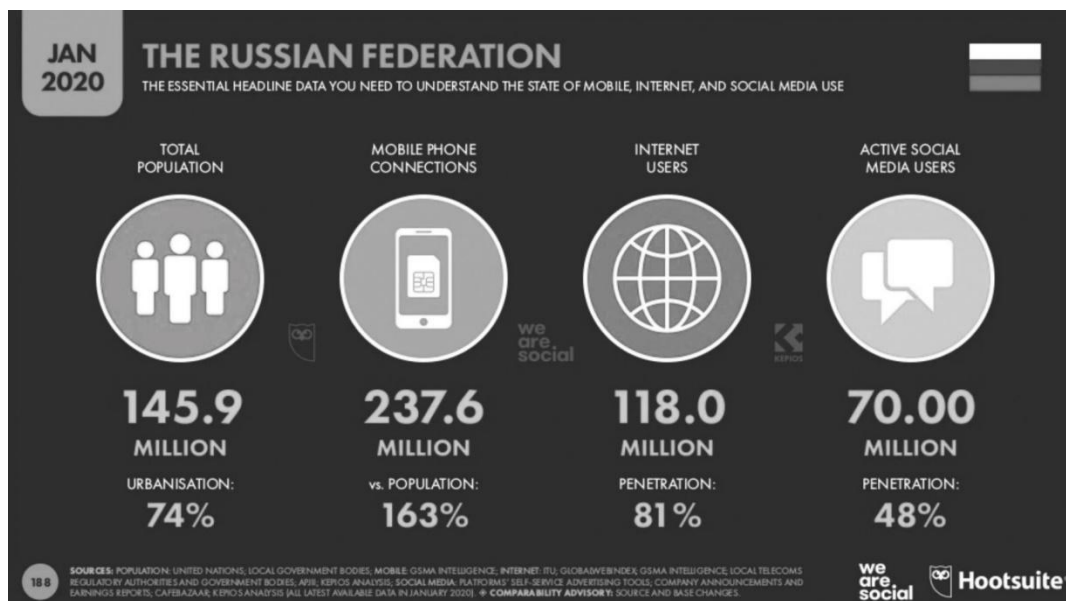 JAN
2020
THE RUSSIAN FEDERATION
THE ESSENTIAL HEADLINE DATA YOU NEED TO UNDERSTAND THE STATE OF MOBILE, INTERNET, AND SOCIAL MEDIA USE
TOTAL
POPULATION
MOBILE PHONE
CONNECTIONS
INTERNET
USERS
ACTIVE SOCIAL
MEDIA USERS
we
are
social
KEPIOS
145.9
MILLION
URBANISATION:
74%
237.6
MILLION
vs. POPULATION:
163%
118.0
MILLION
PENETRATION:
81%
70.00
MILLION
PENETRATION:
48%
188
SOURCES: POPULATION: UNITED NATIONS; LOCAL GOVERNMENT BODIES; MOBILE: GSMA INTELLIGENCE; INTERNET: ITU; GLOBALWEBINDEX; GSMA INTELLIGENCE; LOCAL TELECOMS
REGULATORY AUTHORITIES AND GOVERNMENT BODIES; APJII; KEPIOS ANALYSIS; SOCIAL MEDIA: PLATFORMS' SELF-SERVICE ADVERTISING TOOLS; COMPANY ANNOUNCEMENTS AND
EARNINGS REPORTS; CAFEBAZAAR; KEPIOS ANALYSIS (ALL LATEST AVAILABLE DATA IN JANUARY 2020). COMPARABILITY ADVISORY: SOURCE AND BASE CHANGES.
we
are
social
Hootsuite